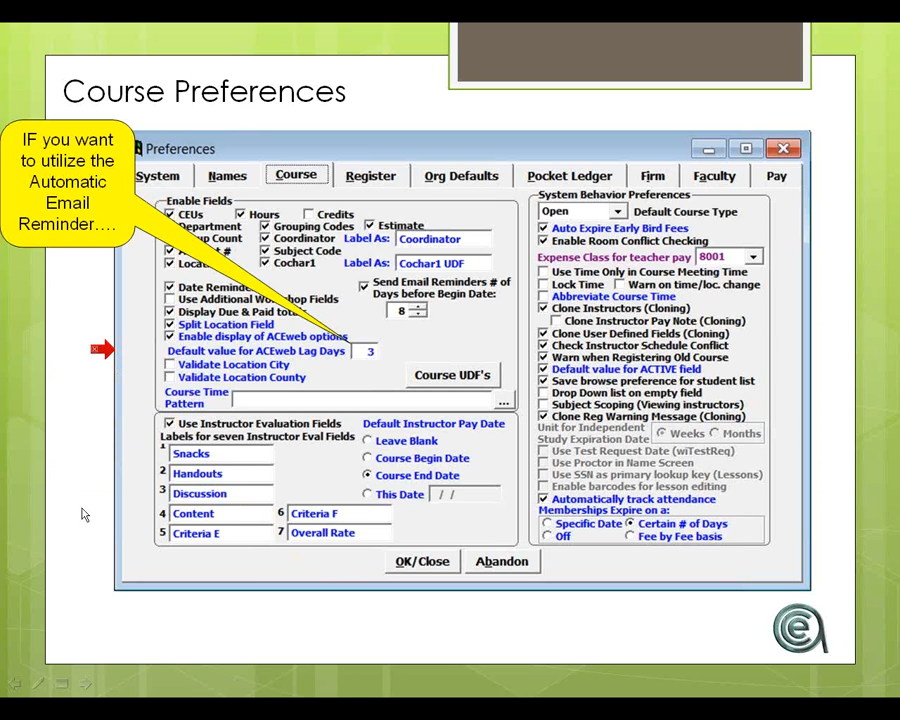 Course Preferences
IF you want
to utilize the
Automatic
Email
Reminder….
Preferences
System Names Course Register Org Defaults Pocket Ledger Firm Faculty Pay
Enable Fields
CEUs Hours Credits
Department Grouping Codes Estimate
Count Coordinator Label As: Coordinator
# Subject Code
Cochar1 Label As: Cochar1 UDF
Send Email Reminders # of
Days before Begin Date:
8
Date
Use Additional Fields
Display Due & Paid
Split Location Field
Enable display of ACEweb options
Default value for ACEweb Lag Days 3
Validate Location City
Validate Location County
Course UDF's
Course Time
Pattern ...
Use Instructor Evaluation Fields
Labels for seven Instructor Eval Fields
1 Snacks
2 Handouts
3 Discussion
4 Content
5 Criteria E
6 Criteria F
7 Overall Rate
Default Instructor Pay Date
Leave Blank
Course Begin Date
Course End Date
This Date / /
System Behavior Preferences
Open Default Course Type
Auto Expire Early Bird Fees
Enable Room Conflict Checking
Expense Class for teacher pay 8001
Use Time Only in Course Meeting Time
Lock Time Warn on time/loc. change
Abbreviate Course Time
Clone Instructors (Cloning)
Clone Instructor Pay Note (Cloning)
Clone User Defined Fields (Cloning)
Check Instructor Schedule Conflict
Warn when Registering Old Course
Default value for ACTIVE field
Save browse preference for student list
Drop Down list on empty field
Subject Scoping (Viewing instructors)
Clone Reg Warning Message (Cloning)
Unit for Independent
Study Expiration Date Weeks Months
Use Test Request Date (wiTestReq)
Use Proctor in Name Screen
Use SSN as primary lookup key (Lessons)
Enable barcodes for lesson editing
Automatically track attendance
Memberships Expire on a:
Specific Date Certain # of Days
Off Fee by Fee basis
OK/Close Abandon